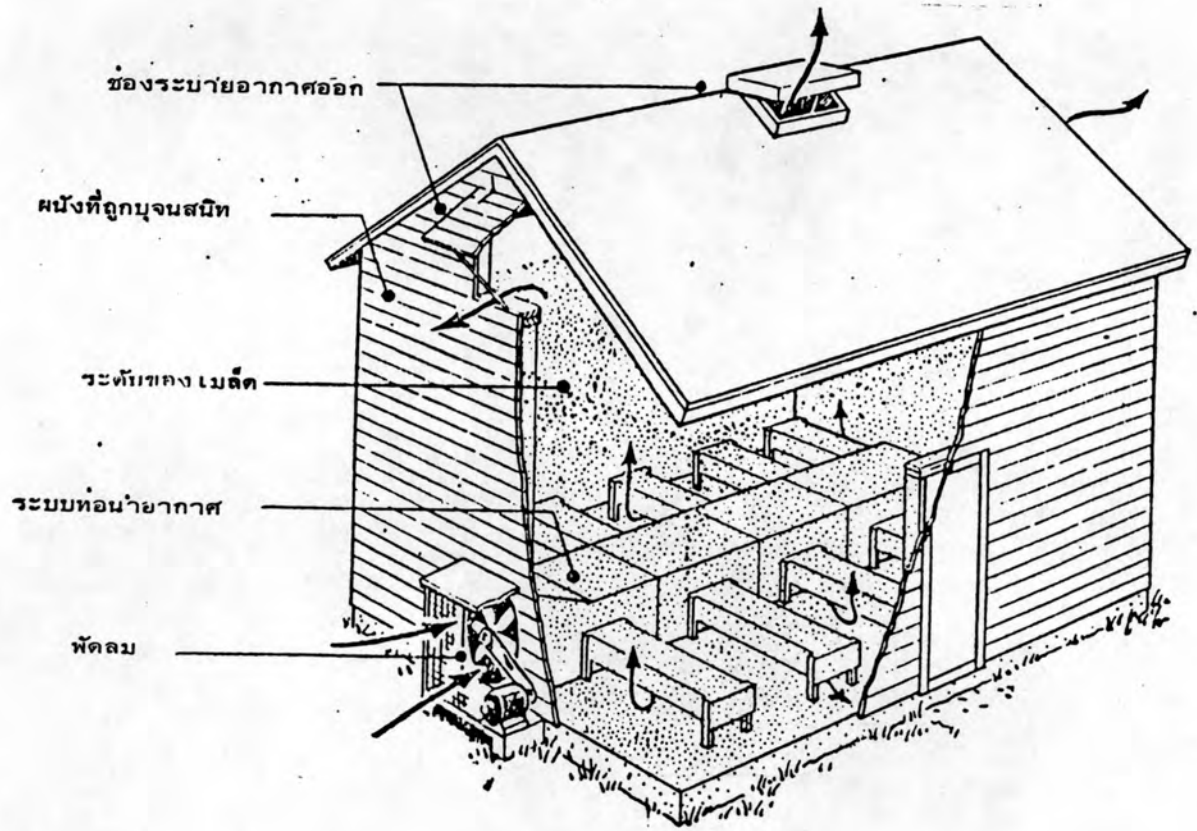 ช่องระบายอากาศออก
ผนังที่ถูกบุจนสนิท
ระดับของเมล็ด
ระบบท่อนำอากาศ
พัดลม